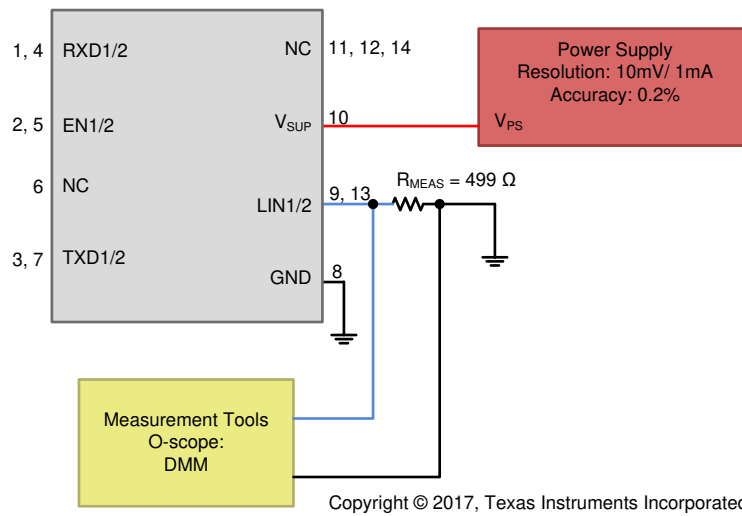 1, 4
RXD1/2
NC
11, 12, 14
2, 5
EN1/2
VSUP
10
6
NC
LIN1/2
9, 13
3, 7
TXD1/2
GND
8
RMEAS = 499 Ω
Power Supply
Resolution: 10mV/ 1mA
Accuracy: 0.2%
VPS
Measurement Tools
O-scope:
DMM
Copyright © 2017, Texas Instruments Incorporated